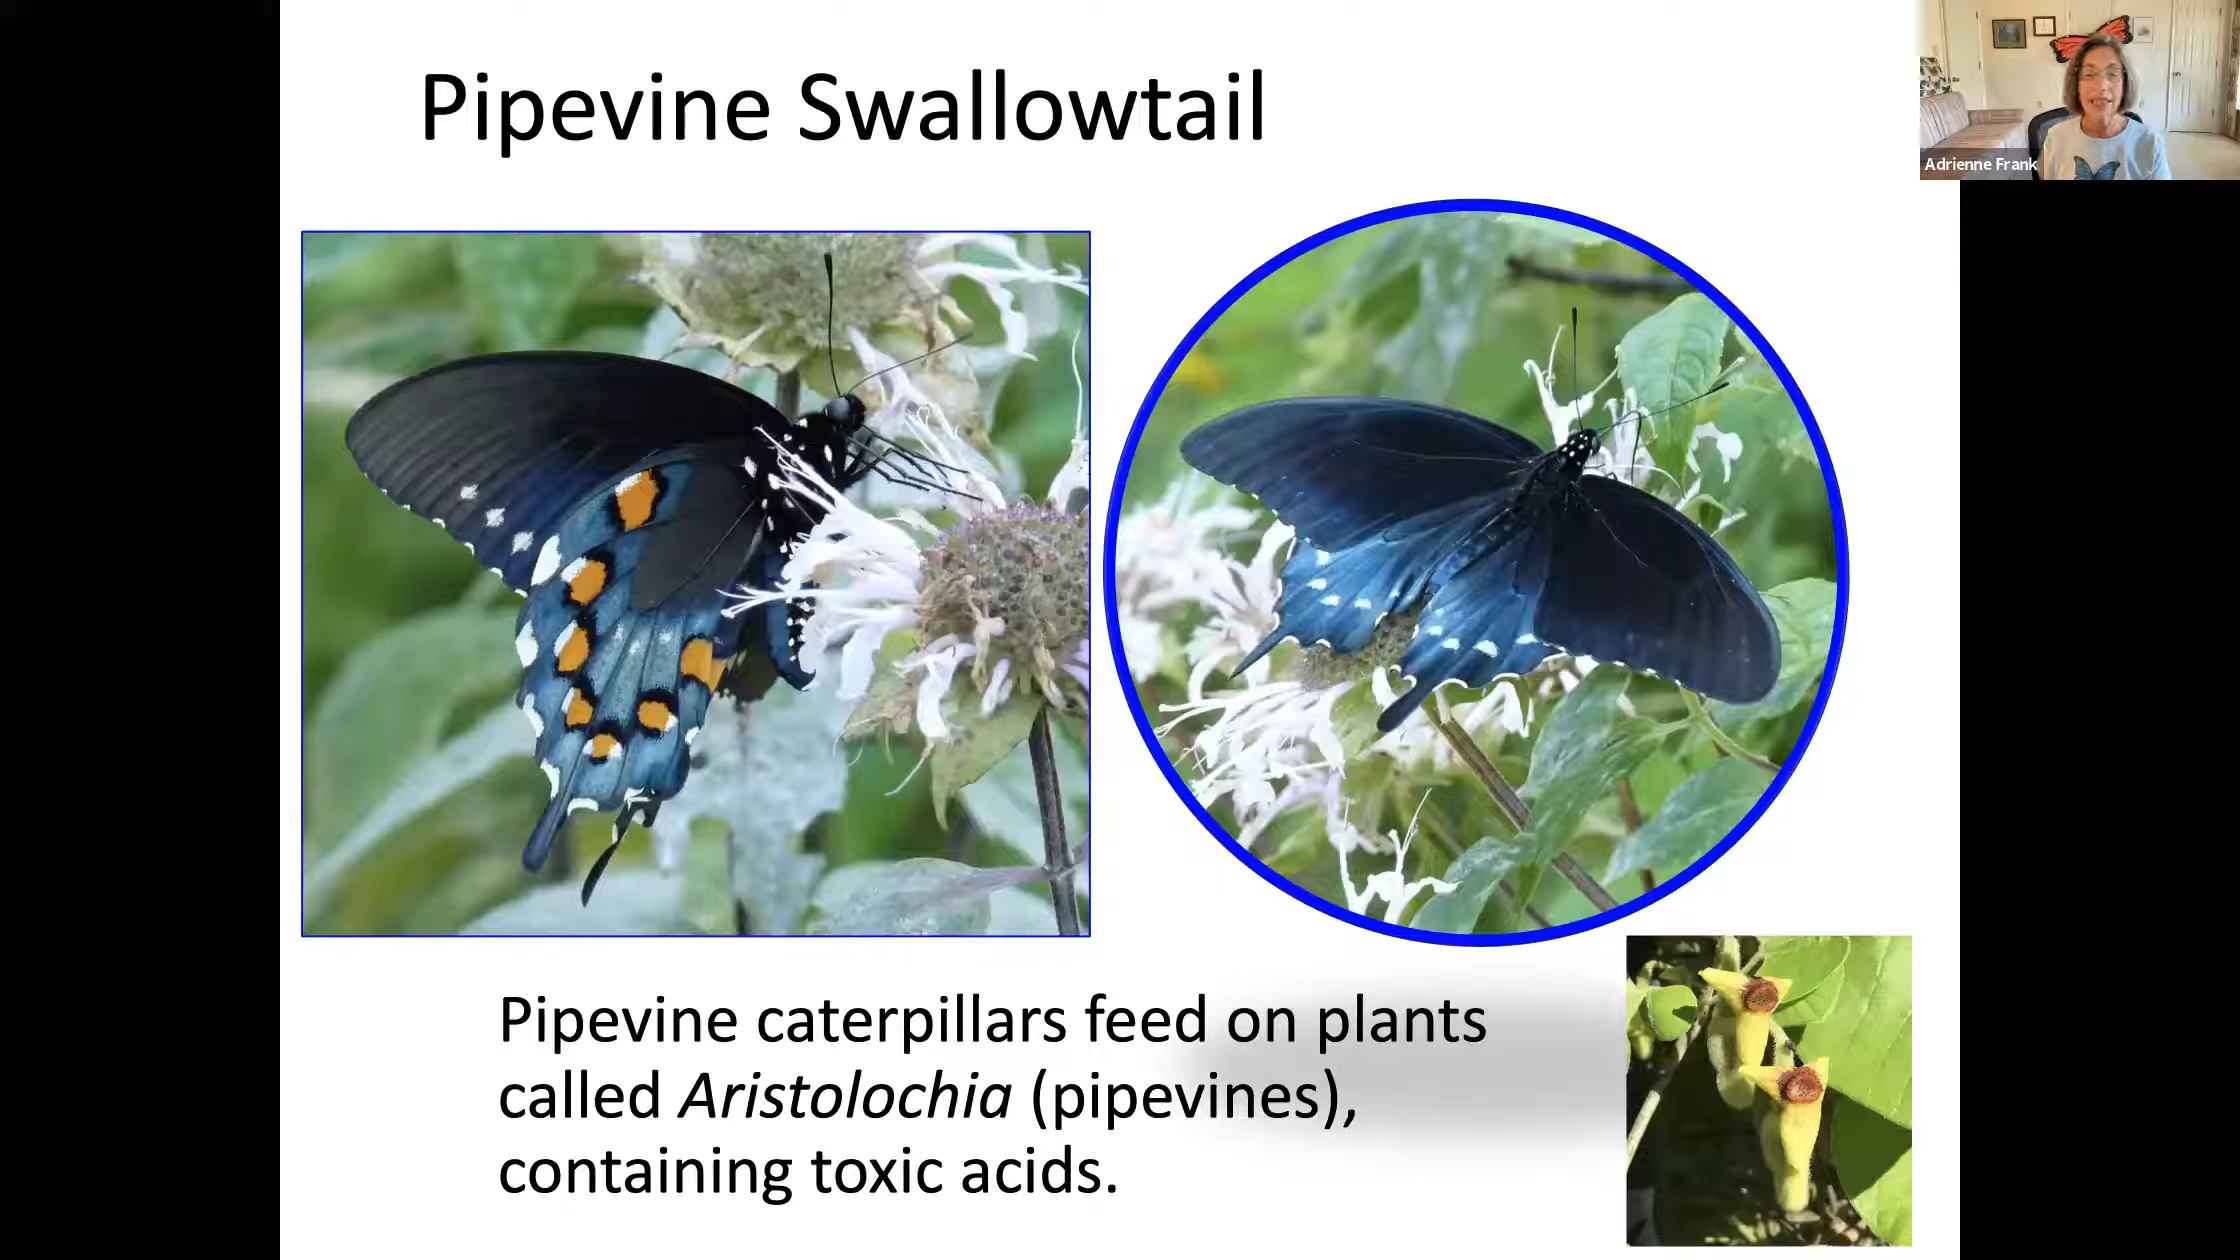 Pipevine Swallowtail
Adrienne Frank
Pipevine caterpillars feed on plants
called Aristolochia (pipevines),
containing toxic acids.